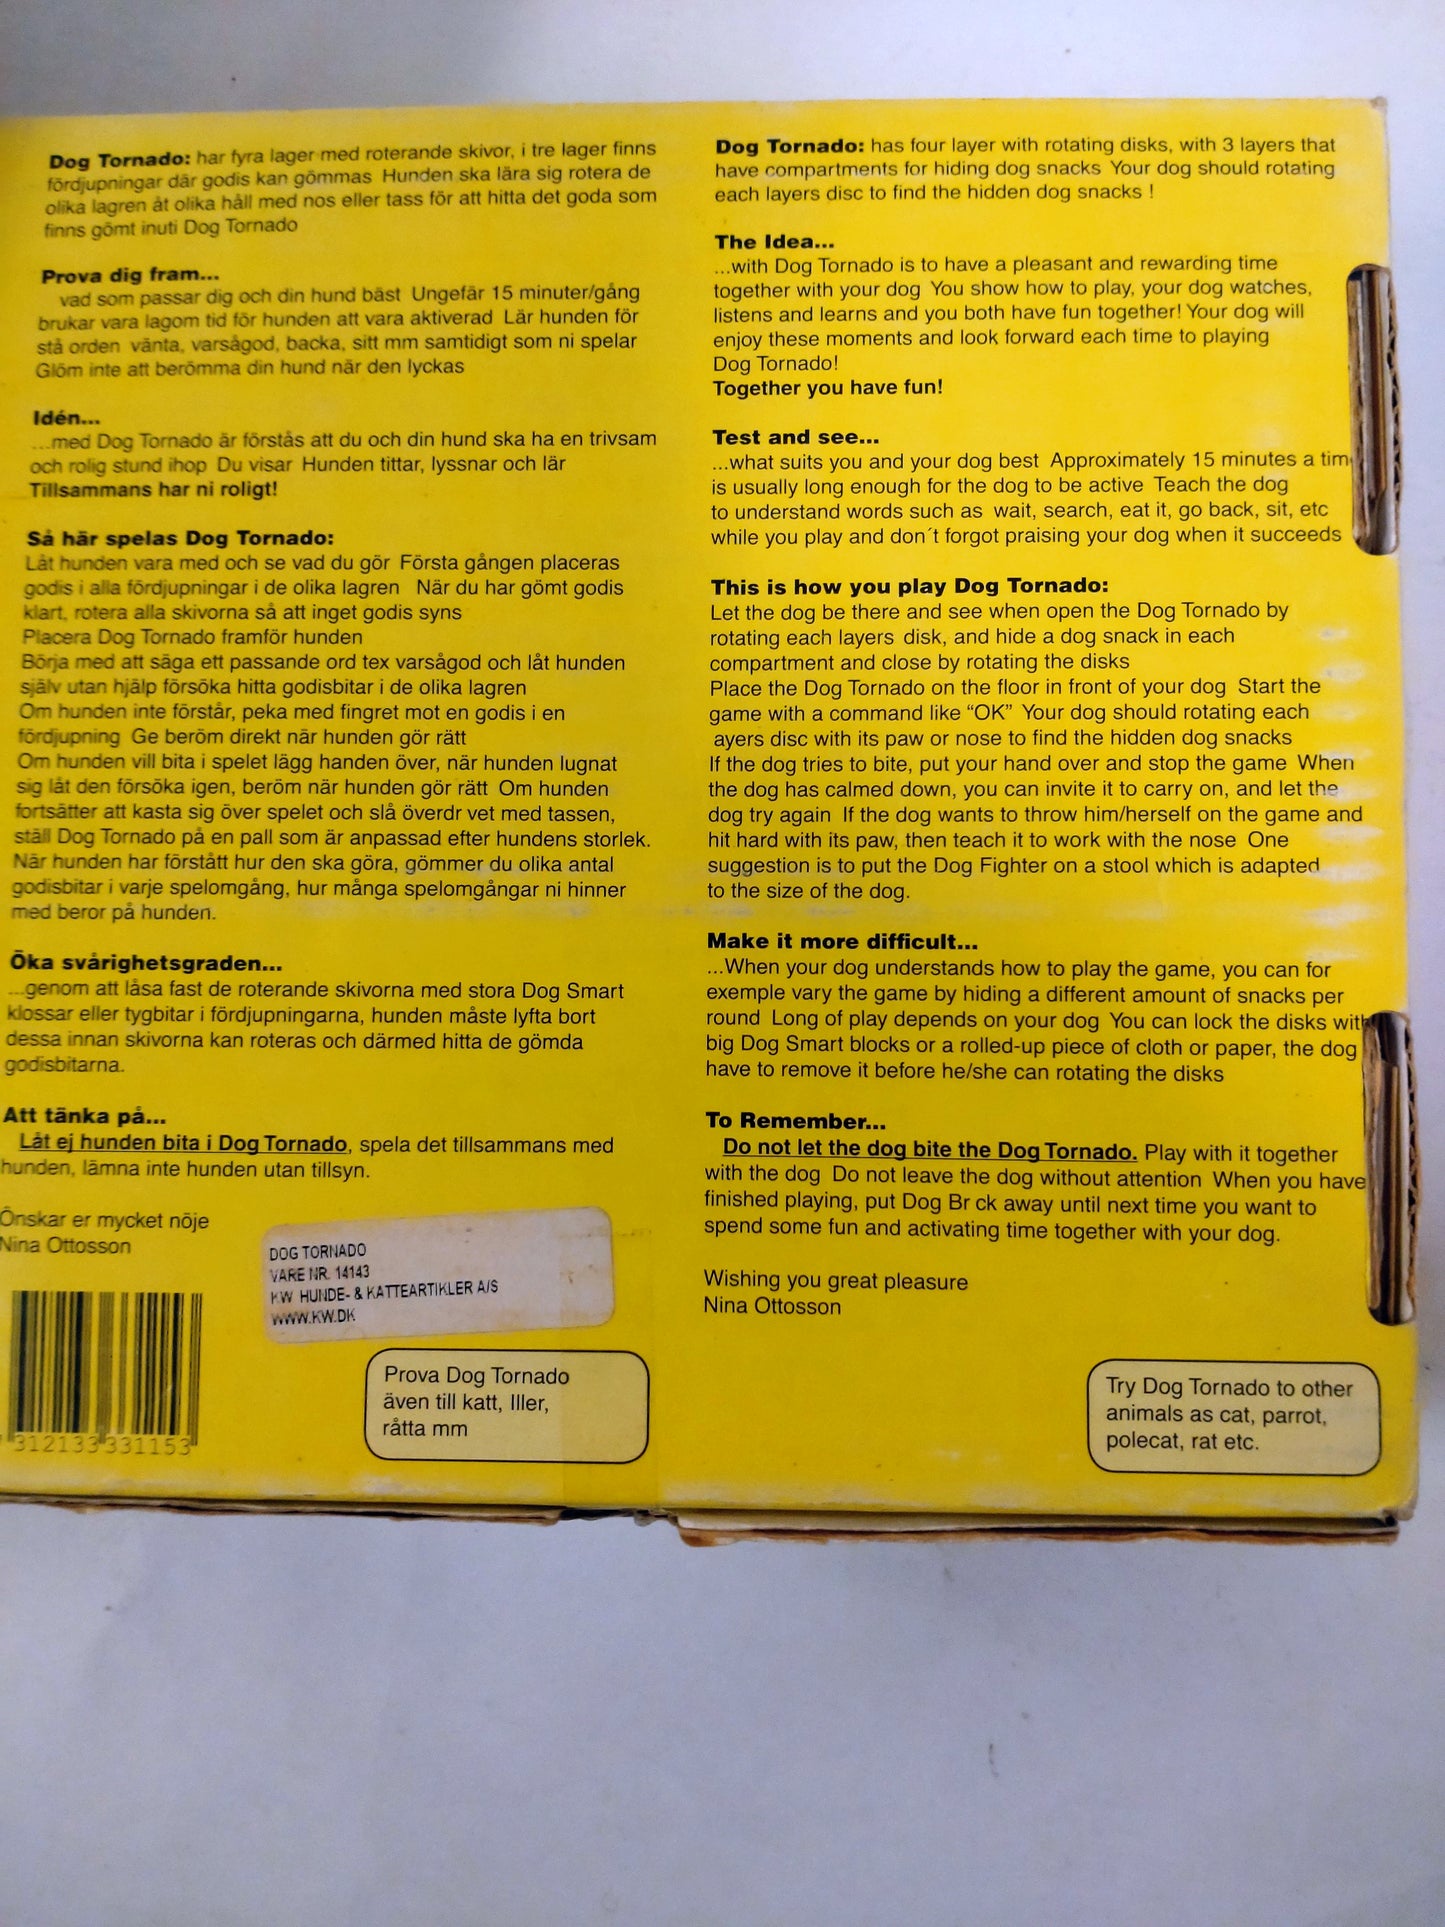 Dog Tornado: har fyra lager med roterande skivor, i tre lager finns
fördjupningar där godis kan gömmas Hunden ska lära sig rotera de
olika lagren åt olika håll med nos eller tass för att hitta det goda som
finns gömt inuti Dog Tornado
Prova dig fram...
vad som passar dig och din hund bäst Ungefär 15 minuter/gång
brukar vara lagom tid för hunden att vara aktiverad Lär hunden för
stå orden vänta, varsågod, backa, sitt mm samtidigt som ni spelar
Glöm inte att berömma din hund när den lyckas
Idén...
...med Dog Tornado är förstås att du och din hund ska ha en trivsam
och rolig stund ihop Du visar Hunden tittar, lyssnar och lär
Tillsammans har ni roligt!
Så här spelas Dog Tornado:
Låt hunden vara med och se vad du gör Första gången placeras
godis i alla fördjupningar i de olika lagren När du har gömt godis
klart, rotera alla skivorna så att inget godis syns
Placera Dog Tornado framför hunden
Börja med att säga ett passande ord tex varsågod och låt hunden
själv utan hjälp försöka hitta godisbitar i de olika lagren
Om hunden inte förstår, peka med fingret mot en godis i en
fördjupning Ge beröm direkt när hunden gör rätt
Om hunden vill bita i spelet lägg handen över, när hunden lugnat
sig låt den försöka igen, beröm när hunden gör rätt Om hunden
fortsätter att kasta sig över spelet och slå överdr vet med tassen,
ställ Dog Tornado på en pall som är anpassad efter hundens storlek.
När hunden har förstått hur den ska göra, gömmer du olika antal
godisbitar i varje spelomgång, hur många spelomgångar ni hinner
med beror på hunden.
Öka svårighetsgraden...
...genom att låsa fast de roterande skivorna med stora Dog Smart
klossar eller tygbitar i fördjupningarna, hunden måste lyfta bort
dessa innan skivorna kan roteras och därmed hitta de gömda
godisbitarna.
Att tänka på...
Låt ej hunden bita i Dog Tornado, spela det tillsammans med
hunden, lämna inte hunden utan tillsyn.
Önskar er mycket nöje
Nina Ottosson
DOG TORNADO
VARE NR. 14143
KW HUNDE- & KATTEARTIKLER A/S
WWW.KW.DK
312133 331153
Prova Dog Tornado
även till katt, Iller,
råtta mm
Dog Tornado: has four layer with rotating disks, with 3 layers that
have compartments for hiding dog snacks Your dog should rotating
each layers disc to find the hidden dog snacks !
The Idea...
...with Dog Tornado is to have a pleasant and rewarding time
together with your dog You show how to play, your dog watches,
listens and learns and you both have fun together! Your dog will
enjoy these moments and look forward each time to playing
Dog Tornado!
Together you have fun!
Test and see...
...what suits you and your dog best Approximately 15 minutes a tim
is usually long enough for the dog to be active Teach the dog
to understand words such as wait, search, eat it, go back, sit, etc
while you play and don´t forgot praising your dog when it succeeds
This is how you play Dog Tornado:
Let the dog be there and see when open the Dog Tornado by
rotating each layers disk, and hide a dog snack in each
compartment and close by rotating the disks
Place the Dog Tornado on the floor in front of your dog Start the
game with a command like “OK” Your dog should rotating each
ayers disc with its paw or nose to find the hidden dog snacks
If the dog tries to bite, put your hand over and stop the game When
the dog has calmed down, you can invite it to carry on, and let the
dog try again If the dog wants to throw him/herself on the game and
hit hard with its paw, then teach it to work with the nose One
suggestion is to put the Dog Fighter on a stool which is adapted
to the size of the dog.
Make it more difficult...
...When your dog understands how to play the game, you can for
exemple vary the game by hiding a different amount of snacks per
round Long of play depends on your dog You can lock the disks with
big Dog Smart blocks or a rolled-up piece of cloth or paper, the dog
have to remove it before he/she can rotating the disks
To Remember...
Do not let the dog bite the Dog Tornado. Play with it together
with the dog Do not leave the dog without attention When you have
finished playing, put Dog Br ck away until next time you want to
spend some fun and activating time together with your dog.
Wishing you great pleasure
Nina Ottosson
Try Dog Tornado to other
animals as cat, parrot,
polecat, rat etc.